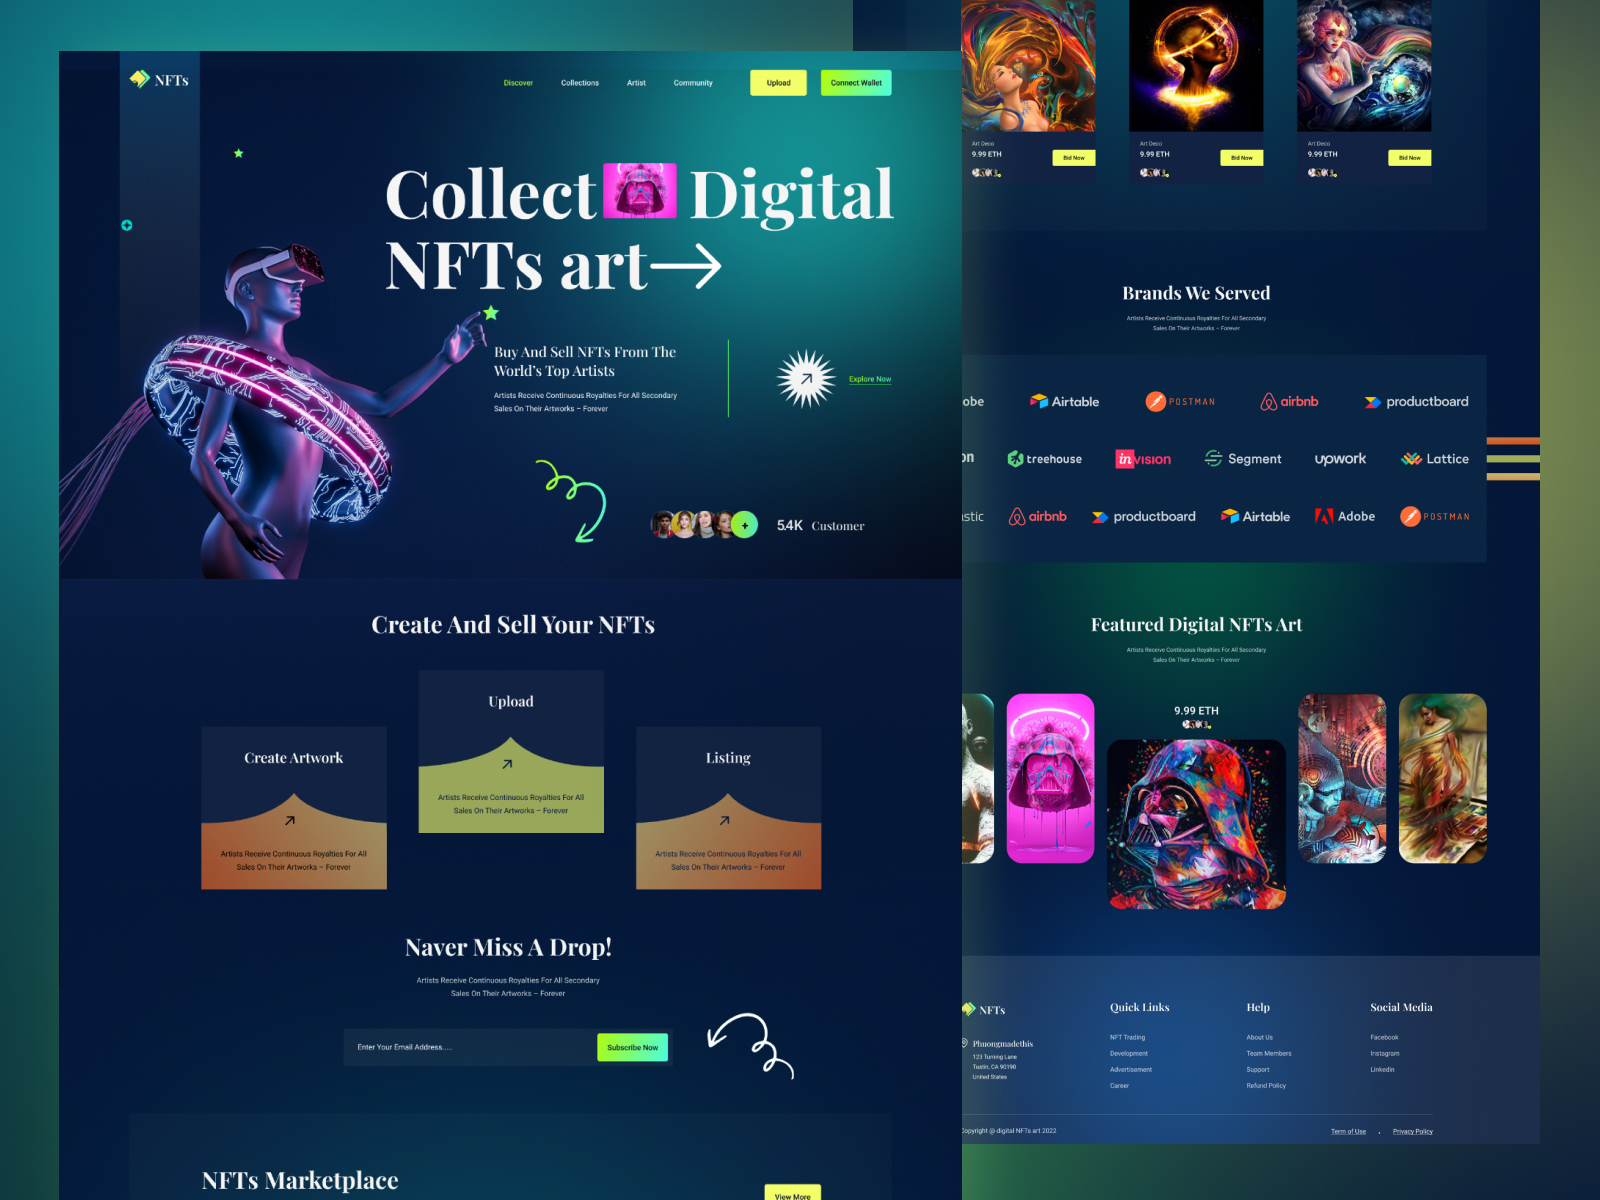 NFTs
Discover
Collections
Artist
Community
Upload
Connect Wallet
Collect Digital
NFTs art
Buy And Sell NFTs From The
World's Top Artists
Artists Receive Continuous Royalties For All Secondary
Sales On Their Artworks – Forever
Explore Now
+
5.4K Customer
Create And Sell Your NFTs
Create Artwork
Artists Receive Continuous Royalties For All
Sales On Their Artworks – Forever
Upload
Artists Receive Continuous Royalties For All
Sales On Their Artworks – Forever
Listing
Artists Receive Continuous Royalties For All
Sales On Their Artworks – Forever
Naver Miss A Drop!
Artists Receive Continuous Royalties For All Secondary
Sales On Their Artworks – Forever
Enter Your Email Address.....
Subscribe Now
NFTs Marketplace
View More
Art Deco
9.99 ETH
Bid Now
Art Deco
9.99 ETH
Bid Now
Art Deco
9.99 ETH
Bid Now
Brands We Served
Artists Receive Continuous Royalties For All Secondary
Sales On Their Artworks – Forever
obe
Airtable
POSTMAN
airbnb
productboard
on
treehouse
invision
Segment
upwork
Lattice
stic
airbnb
productboard
Airtable
Adobe
POSTMAN
Featured Digital NFTs Art
Artists Receive Continuous Royalties For All Secondary
Sales On Their Artworks – Forever
9.99 ETH
NFTs
Phuongmadethis
123 Turning Lane
Tustin, CA 90190
United States
Quick Links
NFT Trading
Development
Advertisement
Career
Help
About Us
Team Members
Support
Refund Policy
Social Media
Facebook
Instagram
Linkedin
opyright @ digital NFTs art 2022
Term of Use
Privacy Policy